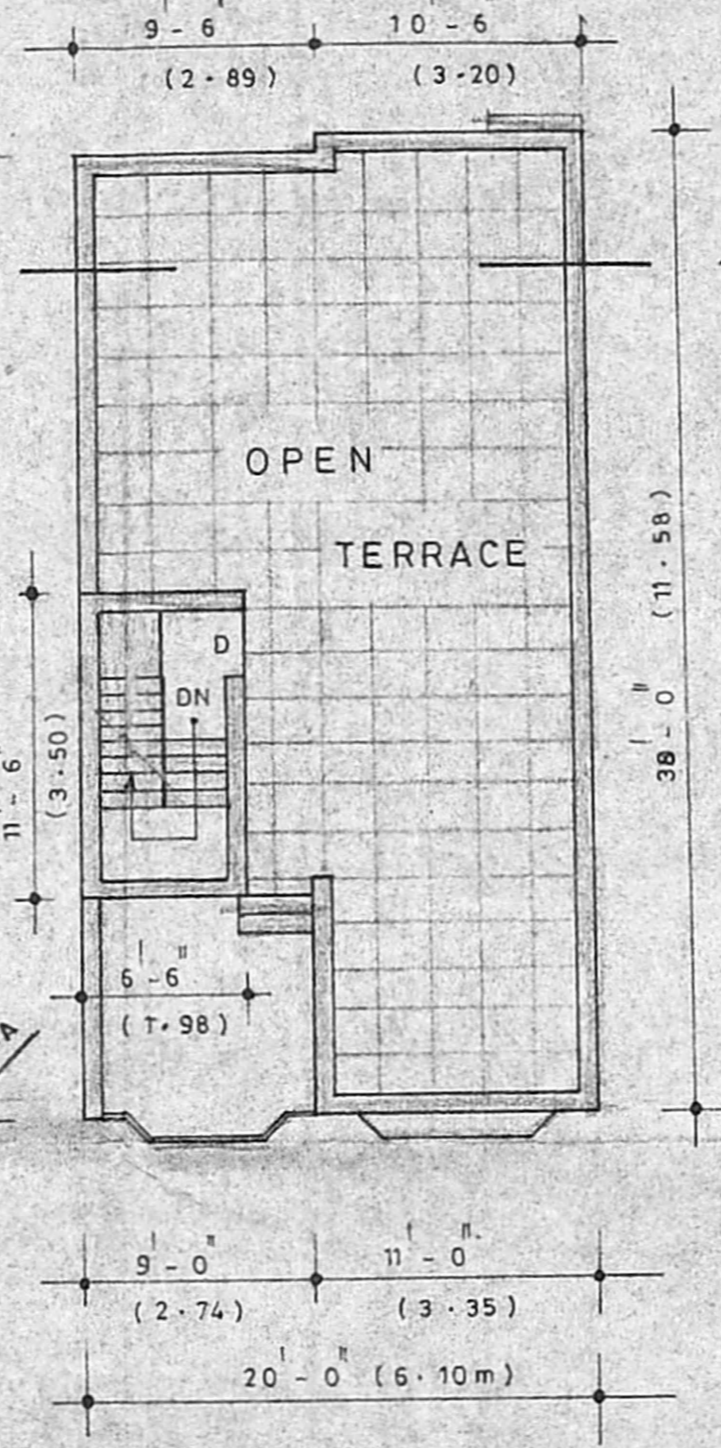 9' - 6"
10' - 6
(2·89)
(3·20)
OPEN
TERRACE
D
DN
11 - 6
(3·50)
38' - 0" (11·58)
6' - 6"
(1·98)
A
9' - 0"
11' - 0"
(2·74)
(3·35)
20' - 0" (6·10m)